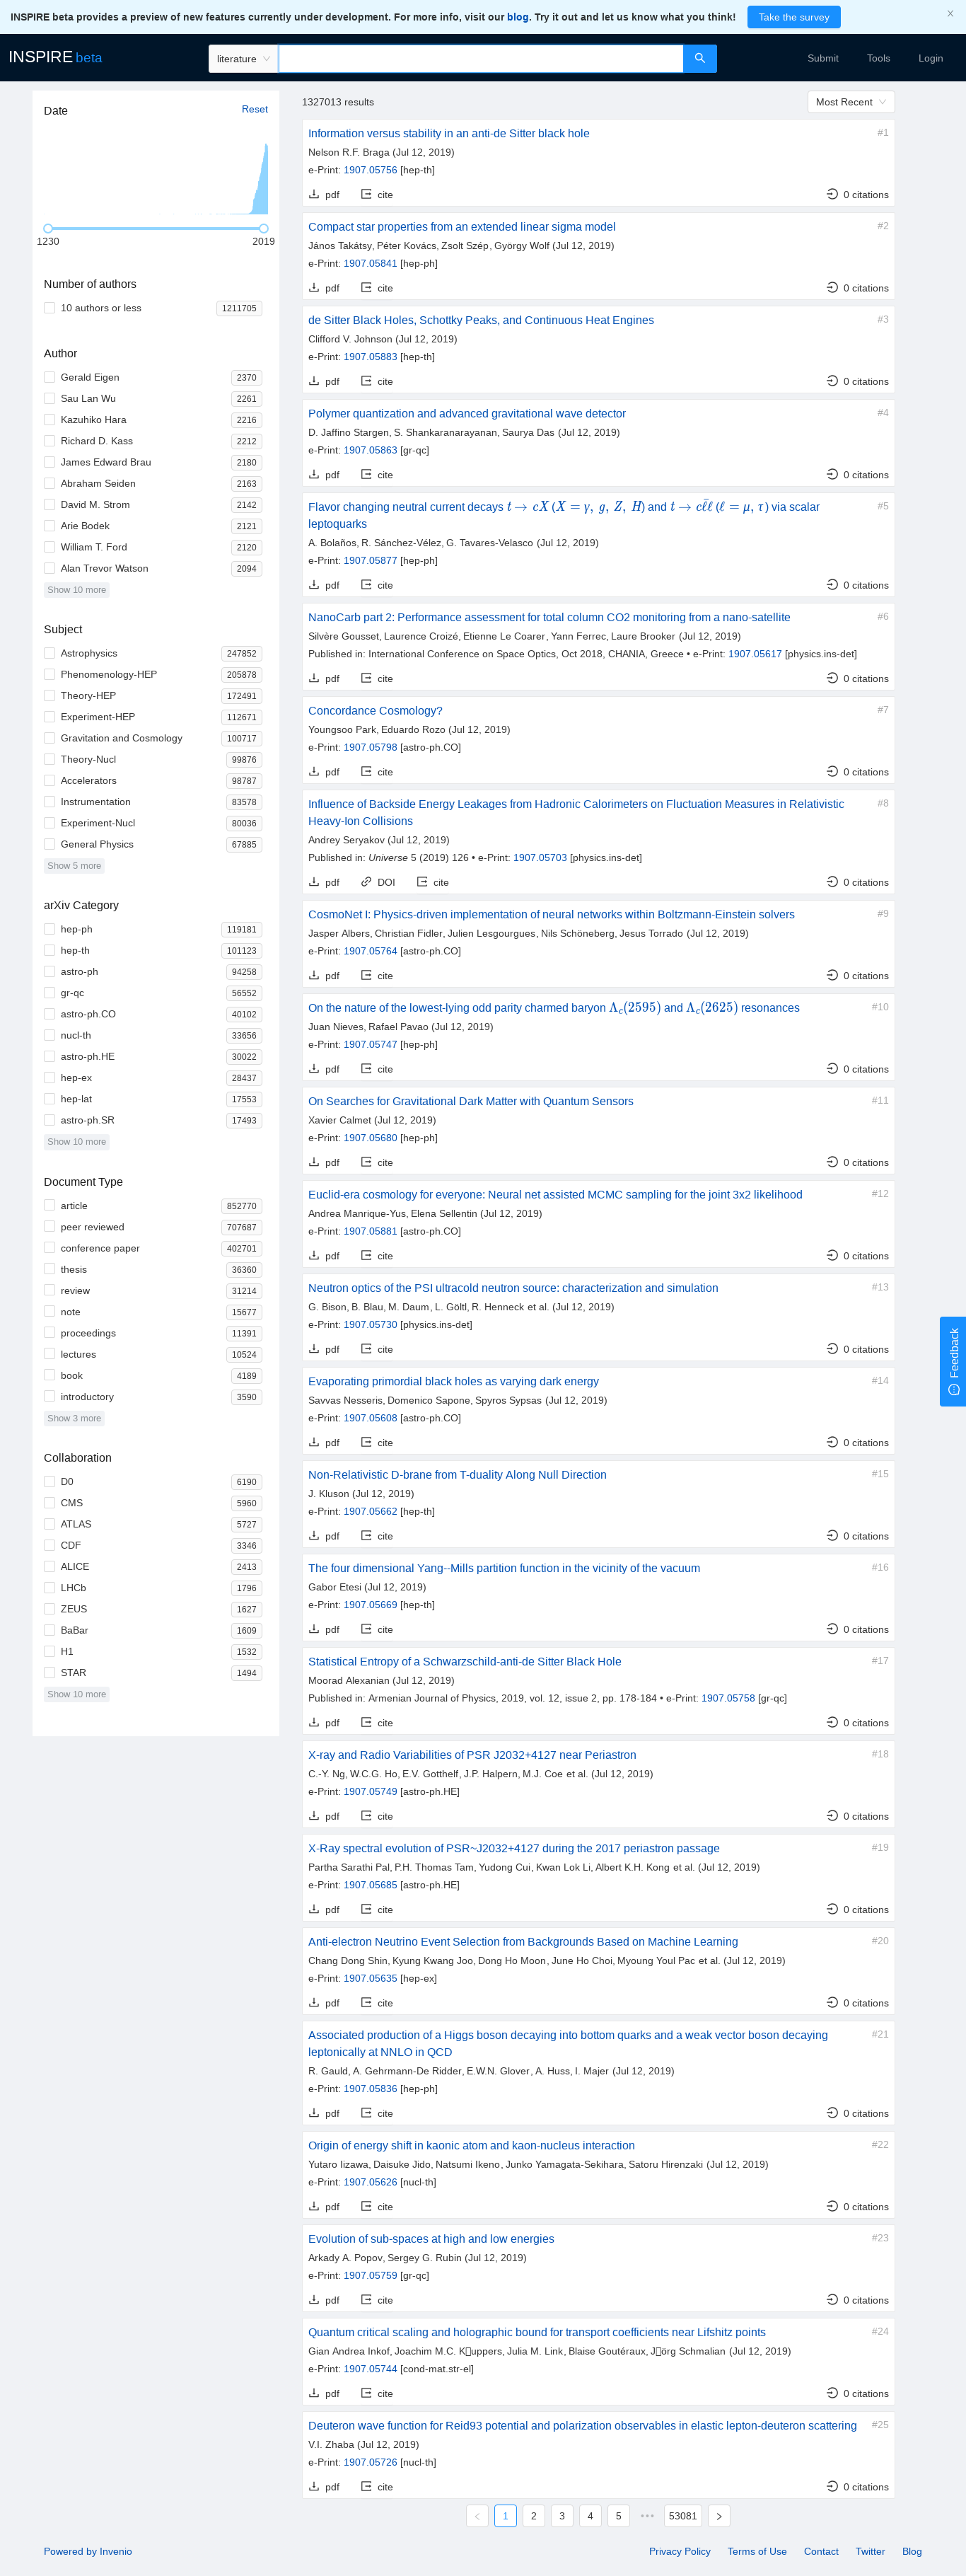 INSPIRE beta provides a preview of new features currently under development. For more info, visit our blog. Try it out and let us know what you think! Take the survey
INSPIRE beta literature Submit Tools Login
Date Reset
1230 2019
Number of authors
10 authors or less 1211705
Author
Gerald Eigen 2370
Sau Lan Wu 2261
Kazuhiko Hara 2216
Richard D. Kass 2212
James Edward Brau 2180
Abraham Seiden 2163
David M. Strom 2142
Arie Bodek 2121
William T. Ford 2120
Alan Trevor Watson 2094
Show 10 more
Subject
Astrophysics 247852
Phenomenology-HEP 205878
Theory-HEP 172491
Experiment-HEP 112671
Gravitation and Cosmology 100717
Theory-Nucl 99876
Accelerators 98787
Instrumentation 83578
Experiment-Nucl 80036
General Physics 67885
Show 5 more
arXiv Category
hep-ph 119181
hep-th 101123
astro-ph 94258
gr-qc 56552
astro-ph.CO 40102
nucl-th 33656
astro-ph.HE 30022
hep-ex 28437
hep-lat 17553
astro-ph.SR 17493
Show 10 more
Document Type
article 852770
peer reviewed 707687
conference paper 402701
thesis 36360
review 31214
note 15677
proceedings 11391
lectures 10524
book 4189
introductory 3590
Show 3 more
Collaboration
D0 6190
CMS 5960
ATLAS 5727
CDF 3346
ALICE 2413
LHCb 1796
ZEUS 1627
BaBar 1609
H1 1532
STAR 1494
Show 10 more
1327013 results Most Recent
Information versus stability in an anti-de Sitter black hole #1
Nelson R.F. Braga (Jul 12, 2019)
e-Print: 1907.05756 [hep-th]
pdf cite 0 citations
Compact star properties from an extended linear sigma model #2
János Takátsy, Péter Kovács, Zsolt Szép, György Wolf (Jul 12, 2019)
e-Print: 1907.05841 [hep-ph]
pdf cite 0 citations
de Sitter Black Holes, Schottky Peaks, and Continuous Heat Engines #3
Clifford V. Johnson (Jul 12, 2019)
e-Print: 1907.05883 [hep-th]
pdf cite 0 citations
Polymer quantization and advanced gravitational wave detector #4
D. Jaffino Stargen, S. Shankaranarayanan, Saurya Das (Jul 12, 2019)
e-Print: 1907.05863 [gr-qc]
pdf cite 0 citations
Flavor changing neutral current decays t → cX (X = γ, g, Z, H) and t → cℓ̄ℓ (ℓ = μ, τ) via scalar #5
leptoquarks
A. Bolaños, R. Sánchez-Vélez, G. Tavares-Velasco (Jul 12, 2019)
e-Print: 1907.05877 [hep-ph]
pdf cite 0 citations
NanoCarb part 2: Performance assessment for total column CO2 monitoring from a nano-satellite #6
Silvère Gousset, Laurence Croizé, Etienne Le Coarer, Yann Ferrec, Laure Brooker (Jul 12, 2019)
Published in: International Conference on Space Optics, Oct 2018, CHANIA, Greece • e-Print: 1907.05617 [physics.ins-det]
pdf cite 0 citations
Concordance Cosmology? #7
Youngsoo Park, Eduardo Rozo (Jul 12, 2019)
e-Print: 1907.05798 [astro-ph.CO]
pdf cite 0 citations
Influence of Backside Energy Leakages from Hadronic Calorimeters on Fluctuation Measures in Relativistic #8
Heavy-Ion Collisions
Andrey Seryakov (Jul 12, 2019)
Published in: Universe 5 (2019) 126 • e-Print: 1907.05703 [physics.ins-det]
pdf DOI cite 0 citations
CosmoNet I: Physics-driven implementation of neural networks within Boltzmann-Einstein solvers #9
Jasper Albers, Christian Fidler, Julien Lesgourgues, Nils Schöneberg, Jesus Torrado (Jul 12, 2019)
e-Print: 1907.05764 [astro-ph.CO]
pdf cite 0 citations
On the nature of the lowest-lying odd parity charmed baryon Λc(2595) and Λc(2625) resonances #10
Juan Nieves, Rafael Pavao (Jul 12, 2019)
e-Print: 1907.05747 [hep-ph]
pdf cite 0 citations
On Searches for Gravitational Dark Matter with Quantum Sensors #11
Xavier Calmet (Jul 12, 2019)
e-Print: 1907.05680 [hep-ph]
pdf cite 0 citations
Euclid-era cosmology for everyone: Neural net assisted MCMC sampling for the joint 3x2 likelihood #12
Andrea Manrique-Yus, Elena Sellentin (Jul 12, 2019)
e-Print: 1907.05881 [astro-ph.CO]
pdf cite 0 citations
Neutron optics of the PSI ultracold neutron source: characterization and simulation #13
G. Bison, B. Blau, M. Daum, L. Göltl, R. Henneck et al. (Jul 12, 2019)
e-Print: 1907.05730 [physics.ins-det]
pdf cite 0 citations
Evaporating primordial black holes as varying dark energy #14
Savvas Nesseris, Domenico Sapone, Spyros Sypsas (Jul 12, 2019)
e-Print: 1907.05608 [astro-ph.CO]
pdf cite 0 citations
Non-Relativistic D-brane from T-duality Along Null Direction #15
J. Kluson (Jul 12, 2019)
e-Print: 1907.05662 [hep-th]
pdf cite 0 citations
The four dimensional Yang--Mills partition function in the vicinity of the vacuum #16
Gabor Etesi (Jul 12, 2019)
e-Print: 1907.05669 [hep-th]
pdf cite 0 citations
Statistical Entropy of a Schwarzschild-anti-de Sitter Black Hole #17
Moorad Alexanian (Jul 12, 2019)
Published in: Armenian Journal of Physics, 2019, vol. 12, issue 2, pp. 178-184 • e-Print: 1907.05758 [gr-qc]
pdf cite 0 citations
X-ray and Radio Variabilities of PSR J2032+4127 near Periastron #18
C.-Y. Ng, W.C.G. Ho, E.V. Gotthelf, J.P. Halpern, M.J. Coe et al. (Jul 12, 2019)
e-Print: 1907.05749 [astro-ph.HE]
pdf cite 0 citations
X-Ray spectral evolution of PSR~J2032+4127 during the 2017 periastron passage #19
Partha Sarathi Pal, P.H. Thomas Tam, Yudong Cui, Kwan Lok Li, Albert K.H. Kong et al. (Jul 12, 2019)
e-Print: 1907.05685 [astro-ph.HE]
pdf cite 0 citations
Anti-electron Neutrino Event Selection from Backgrounds Based on Machine Learning #20
Chang Dong Shin, Kyung Kwang Joo, Dong Ho Moon, June Ho Choi, Myoung Youl Pac et al. (Jul 12, 2019)
e-Print: 1907.05635 [hep-ex]
pdf cite 0 citations
Associated production of a Higgs boson decaying into bottom quarks and a weak vector boson decaying #21
leptonically at NNLO in QCD
R. Gauld, A. Gehrmann-De Ridder, E.W.N. Glover, A. Huss, I. Majer (Jul 12, 2019)
e-Print: 1907.05836 [hep-ph]
pdf cite 0 citations
Origin of energy shift in kaonic atom and kaon-nucleus interaction #22
Yutaro Iizawa, Daisuke Jido, Natsumi Ikeno, Junko Yamagata-Sekihara, Satoru Hirenzaki (Jul 12, 2019)
e-Print: 1907.05626 [nucl-th]
pdf cite 0 citations
Evolution of sub-spaces at high and low energies #23
Arkady A. Popov, Sergey G. Rubin (Jul 12, 2019)
e-Print: 1907.05759 [gr-qc]
pdf cite 0 citations
Quantum critical scaling and holographic bound for transport coefficients near Lifshitz points #24
Gian Andrea Inkof, Joachim M.C. K▯uppers, Julia M. Link, Blaise Goutéraux, J▯örg Schmalian (Jul 12, 2019)
e-Print: 1907.05744 [cond-mat.str-el]
pdf cite 0 citations
Deuteron wave function for Reid93 potential and polarization observables in elastic lepton-deuteron scattering #25
V.I. Zhaba (Jul 12, 2019)
e-Print: 1907.05726 [nucl-th]
pdf cite 0 citations
1 2 3 4 5 ••• 53081
Feedback
Powered by Invenio Privacy Policy Terms of Use Contact Twitter Blog